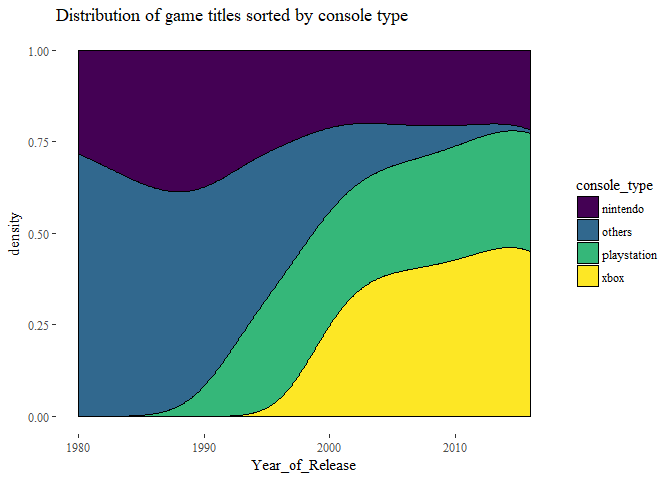 Distribution of game titles sorted by console type
1.00
0.75
0.50
0.25
0.00
density
1980
1990
2000
2010
Year_of_Release
console_type
nintendo
others
playstation
xbox